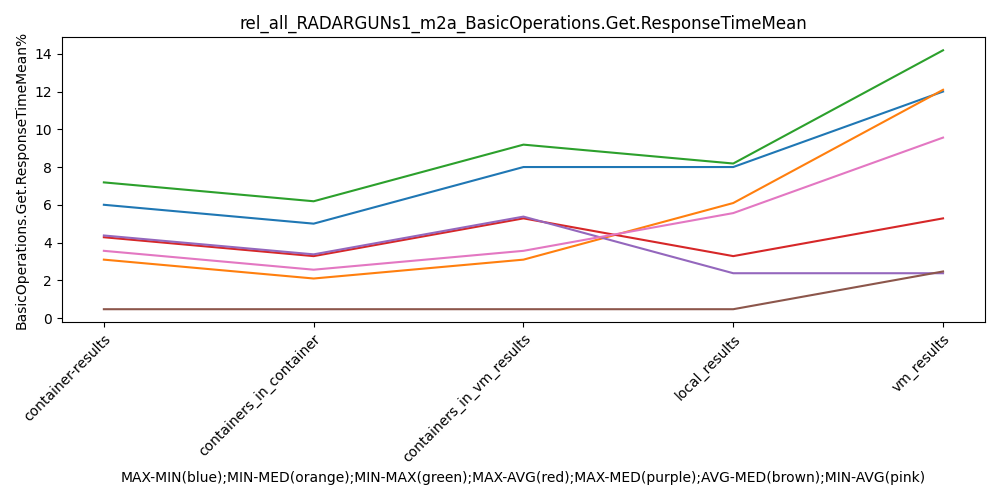 rel_all_RADARGUNs1_m2a_BasicOperations.Get.ResponseTimeMean
BasicOperations.Get.ResponseTimeMean%
14
12
10
8
6
4
2
0
container-results
containers_in_container
containers_in_vm_results
local_results
vm_results
MAX-MIN(blue);MIN-MED(orange);MIN-MAX(green);MAX-AVG(red);MAX-MED(purple);AVG-MED(brown);MIN-AVG(pink)